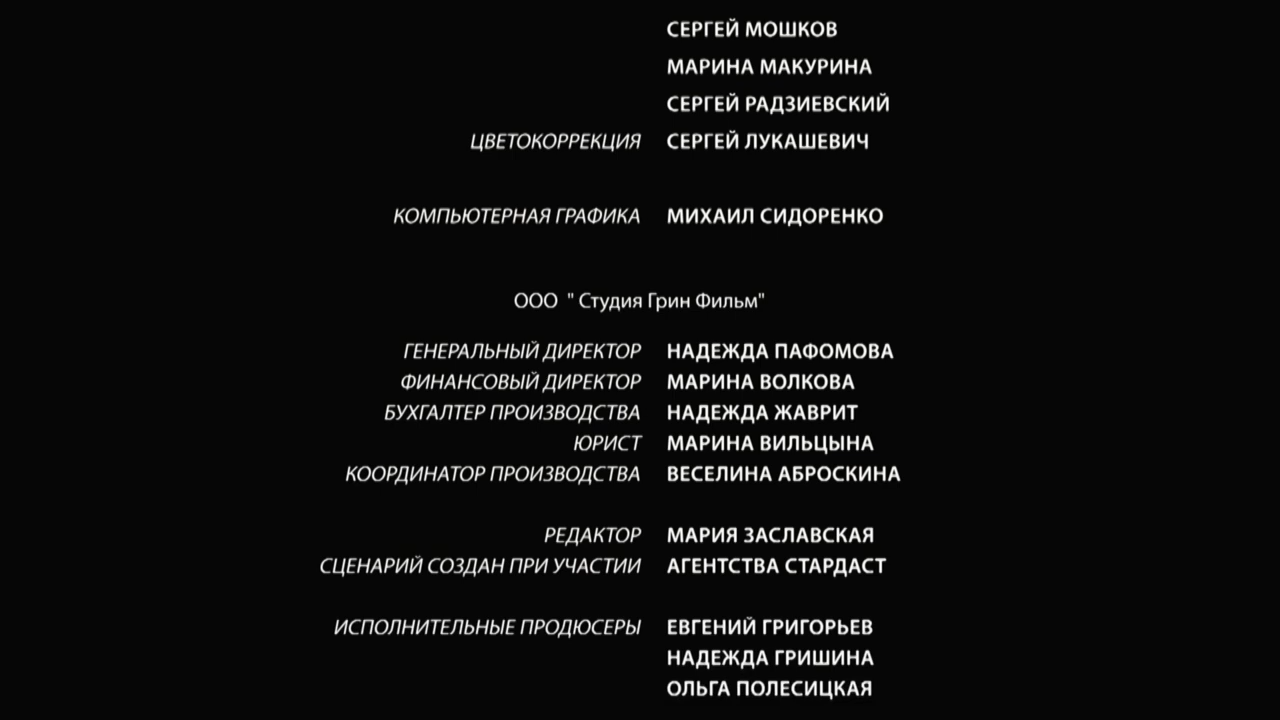 СЕРГЕЙ МОШКОВ
МАРИНА МАКУРИНА
СЕРГЕЙ РАДЗИЕВСКИЙ
ЦВЕТОКОРРЕКЦИЯ СЕРГЕЙ ЛУКАШЕВИЧ
КОМПЬЮТЕРНАЯ ГРАФИКА МИХАИЛ СИДОРЕНКО
ООО " Студия Грин Фильм"
ГЕНЕРАЛЬНЫЙ ДИРЕКТОР НАДЕЖДА ПАФОМОВА
ФИНАНСОВЫЙ ДИРЕКТОР МАРИНА ВОЛКОВА
БУХГАЛТЕР ПРОИЗВОДСТВА НАДЕЖДА ЖАВРИТ
ЮРИСТ МАРИНА ВИЛЬЦЫНА
КООРДИНАТОР ПРОИЗВОДСТВА ВЕСЕЛИНА АБРОСКИНА
РЕДАКТОР МАРИЯ ЗАСЛАВСКАЯ
СЦЕНАРИЙ СОЗДАН ПРИ УЧАСТИИ АГЕНТСТВА СТАРДАСТ
ИСПОЛНИТЕЛЬНЫЕ ПРОДЮСЕРЫ ЕВГЕНИЙ ГРИГОРЬЕВ
НАДЕЖДА ГРИШИНА
ОЛЬГА ПОЛЕСИЦКАЯ